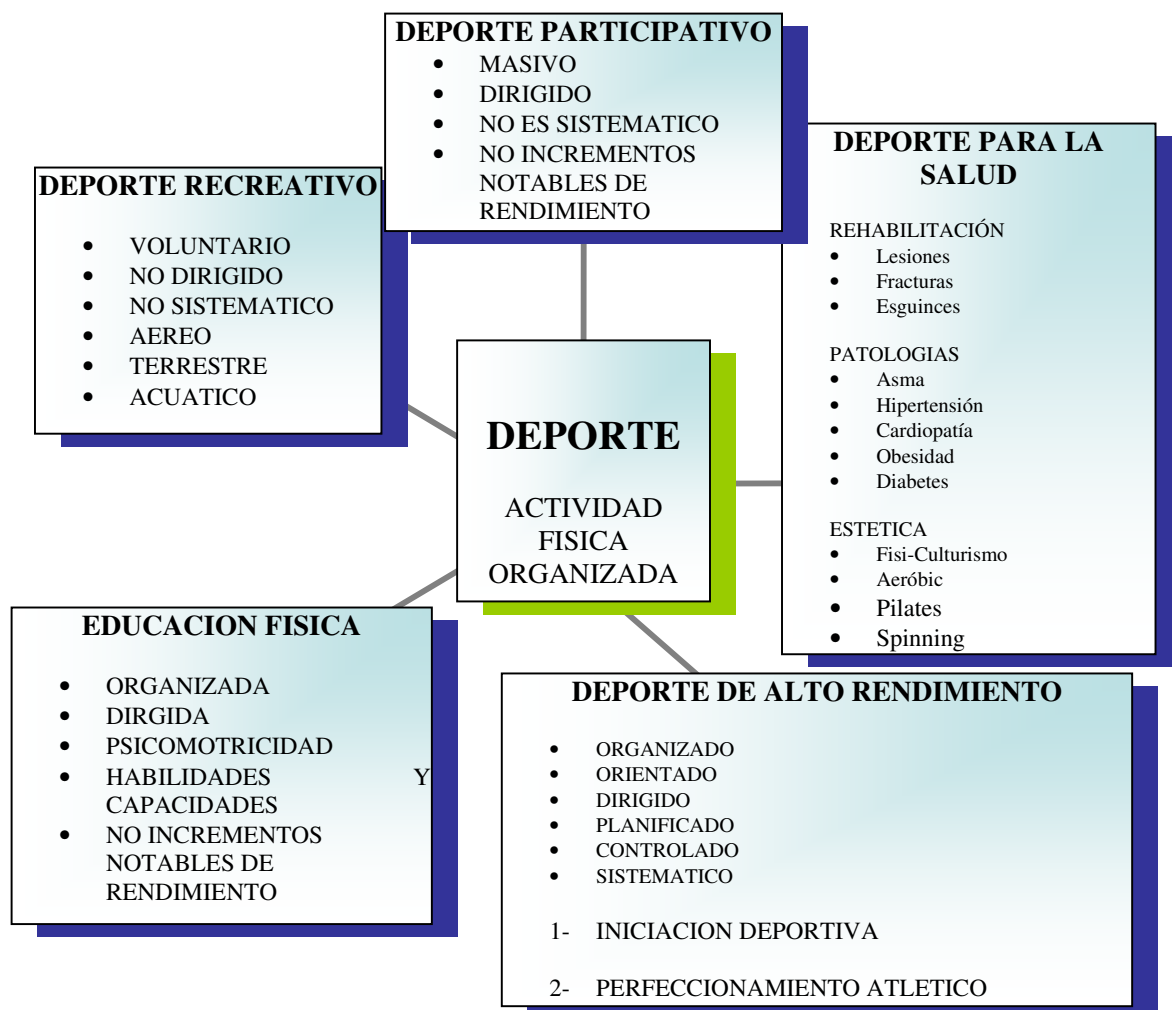 DEPORTE PARTICIPATIVO
• MASIVO
• DIRIGIDO
• NO ES SISTEMATICO
• NO INCREMENTOS
NOTABLES DE
RENDIMIENTO
DEPORTE RECREATIVO
• VOLUNTARIO
• NO DIRIGIDO
• NO SISTEMATICO
• AEREO
• TERRESTRE
• ACUATICO
DEPORTE PARA LA
SALUD
REHABILITACIÓN
• Lesiones
• Fracturas
• Esguinces
PATOLOGIAS
• Asma
• Hipertensión
• Cardiopatía
• Obesidad
• Diabetes
ESTETICA
• Fisi-Culturismo
• Aeróbic
• Pilates
• Spinning
DEPORTE
ACTIVIDAD
FISICA
ORGANIZADA
EDUCACION FISICA
• ORGANIZADA
• DIRGIDA
• PSICOMOTRICIDAD
• HABILIDADES Y
CAPACIDADES
• NO INCREMENTOS
NOTABLES DE
RENDIMIENTO
DEPORTE DE ALTO RENDIMIENTO
• ORGANIZADO
• ORIENTADO
• DIRIGIDO
• PLANIFICADO
• CONTROLADO
• SISTEMATICO
1- INICIACION DEPORTIVA
2- PERFECCIONAMIENTO ATLETICO